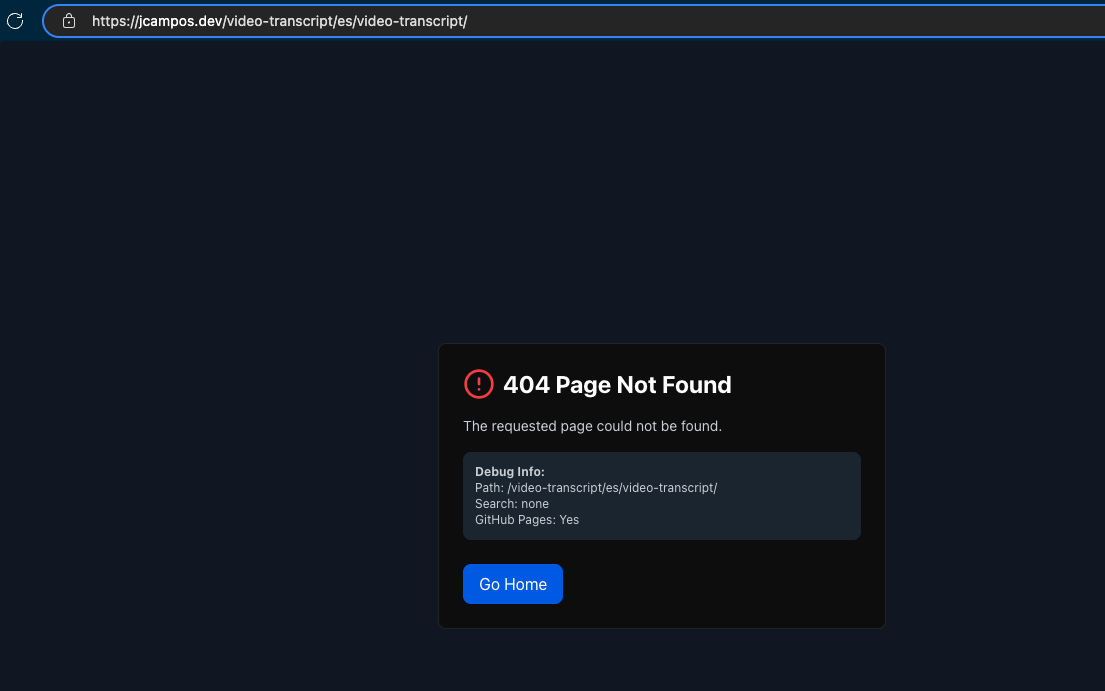 https://jcampos.dev/video-transcript/es/video-transcript/
404 Page Not Found
The requested page could not be found.
Debug Info:
Path: /video-transcript/es/video-transcript/
Search: none
GitHub Pages: Yes
Go Home